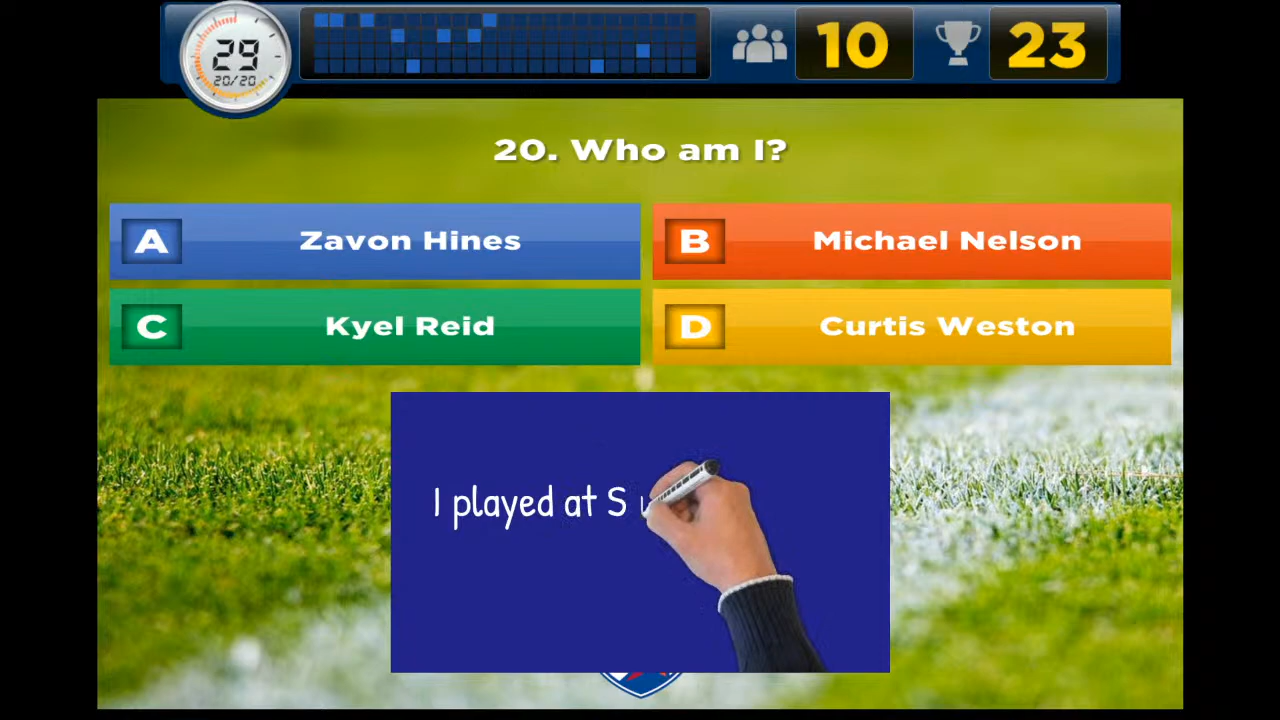 29
20/20
10
23
20. Who am I?
A Zavon Hines
B Michael Nelson
C Kyel Reid
D Curtis Weston
I played at S